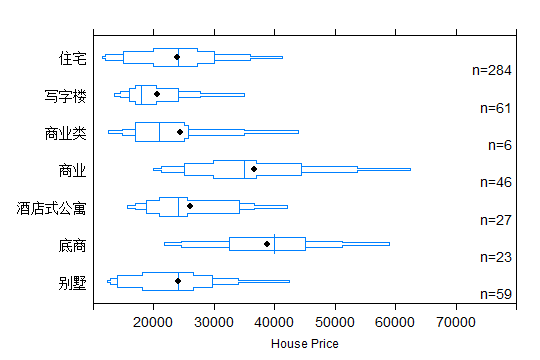 住宅
n=284
写字楼
n=61
商业类
n=6
商业
n=46
酒店式公寓
n=27
底商
n=23
别墅
n=59
20000 30000 40000 50000 60000 70000
House Price